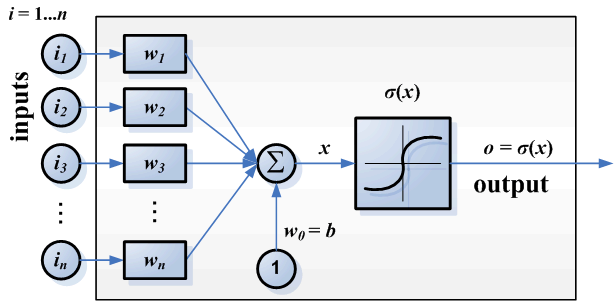 i = 1...n
inputs
i₁ w₁
i₂ w₂
i₃ w₃
⋮ ⋮
iₙ wₙ
Σ
w₀ = b
1
x
σ(x)
o = σ(x)
output